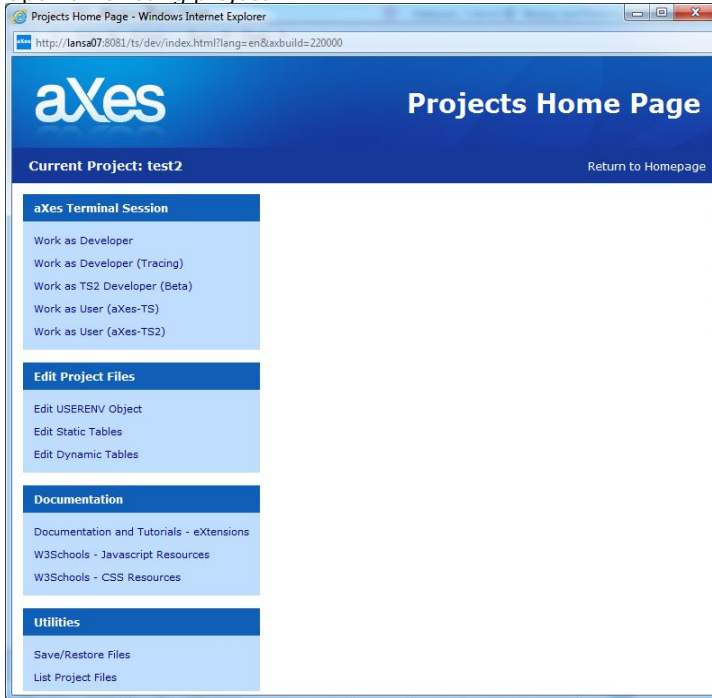 Projects Home Page - Windows Internet Explorer
http://lansa07:8081/ts/dev/index.html?lang=en&axbuild=220000
aXes
Projects Home Page
Current Project: test2
Return to Homepage
aXes Terminal Session
Work as Developer
Work as Developer (Tracing)
Work as TS2 Developer (Beta)
Work as User (aXes-TS)
Work as User (aXes-TS2)
Edit Project Files
Edit USERENV Object
Edit Static Tables
Edit Dynamic Tables
Documentation
Documentation and Tutorials - eXtensions
W3Schools - Javascript Resources
W3Schools - CSS Resources
Utilities
Save/Restore Files
List Project Files